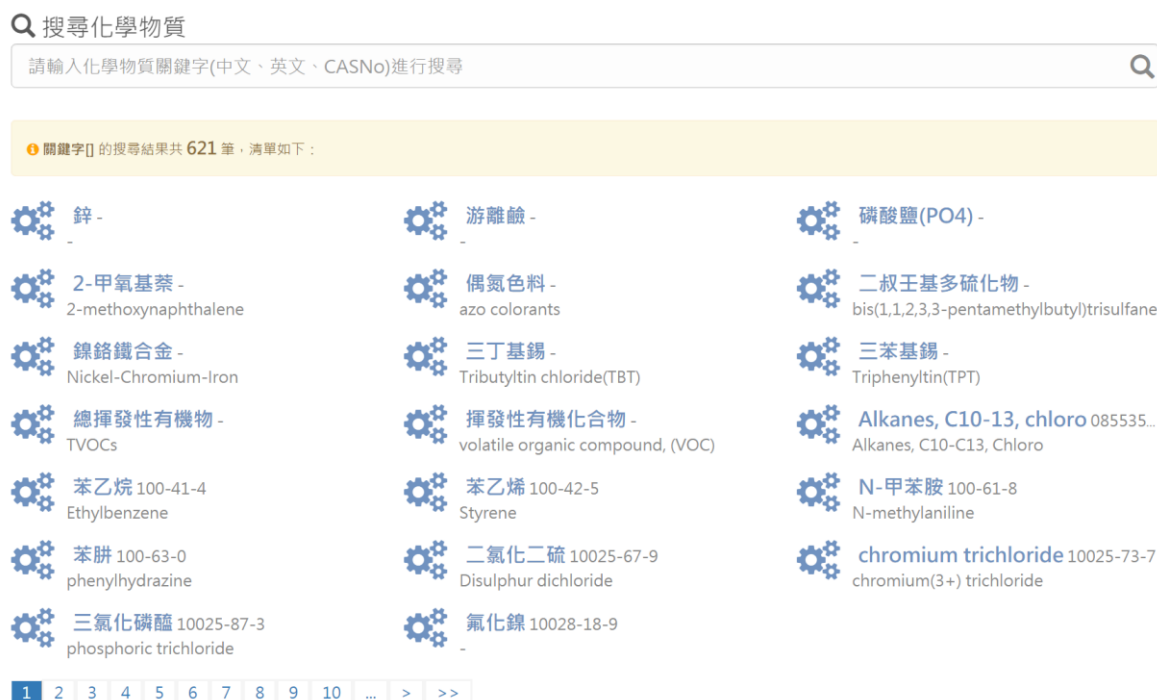 搜尋化學物質
請輸入化學物質關鍵字(中文、英文、CASNo)進行搜尋
關鍵字[] 的搜尋結果共 621 筆，清單如下：
鋅 -
-
游離鹼 -
-
磷酸鹽(PO4) -
-
2-甲氧基萘 -
2-methoxynaphthalene
偶氮色料 -
azo colorants
二叔壬基多硫化物 -
bis(1,1,2,3,3-pentamethylbutyl)trisulfane
鎳鉻鐵合金 -
Nickel-Chromium-Iron
三丁基錫 -
Tributyltin chloride(TBT)
三苯基錫 -
Triphenyltin(TPT)
總揮發性有機物 -
TVOCs
揮發性有機化合物 -
volatile organic compound, (VOC)
Alkanes, C10-13, chloro 085535...
Alkanes, C10-C13, Chloro
苯乙烷 100-41-4
Ethylbenzene
苯乙烯 100-42-5
Styrene
N-甲苯胺 100-61-8
N-methylaniline
苯肼 100-63-0
phenylhydrazine
二氯化二硫 10025-67-9
Disulphur dichloride
chromium trichloride 10025-73-7
chromium(3+) trichloride
三氯化磷醯 10025-87-3
phosphoric trichloride
氟化鎳 10028-18-9
-
1 2 3 4 5 6 7 8 9 10 ... > >>